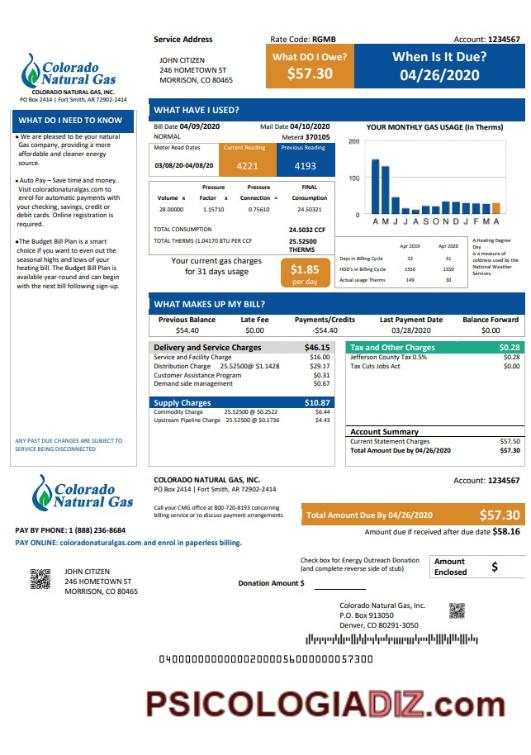 Service Address
Rate Code: RGMB
Account: 1234567
Colorado
Natural Gas
COLORADO NATURAL GAS, INC.
PO Box 2414 | Fort Smith, AR 72902-2414
JOHN CITIZEN
246 HOMETOWN ST
MORRISON, CO 80465
What DO I Owe?
$57.30
When Is It Due?
04/26/2020
WHAT DO I NEED TO KNOW
• We are pleased to be your natural
Gas company, providing a more
affordable and cleaner energy
source.
• Auto Pay – Save time and money.
Visit coloradonaturalgas.com to
enrol for automatic payments with
your checking, savings, credit or
debit cards. Online registration is
required.
•The Budget Bill Plan is a smart
choice if you want to even out the
seasonal highs and lows of your
heating bill. The Budget Bill Plan is
available year-round and can begin
with the next bill following sign-up.
ANY PAST DUE CHARGES ARE SUBJECT TO
SERVICE BEING DISCONNECTED
WHAT HAVE I USED?
Bill Date 04/09/2020
Mail Date 04/10/2020
NORMAL
Meter# 370105
Meter Read Dates
Current Reading
Previous Reading
03/08/20-04/08/20
4221
4193
Pressure Pressure FINAL
Volume x Factor x Connection = Consumption
28.00000 1.15710 0.75610 24.50321
TOTAL CONSUMPTION 24.5032 CCF
TOTAL THERMS (1.04170 BTU PER CCF 25.52500
THERMS
Your current gas charges
for 31 days usage
$1.85
per day
YOUR MONTHLY GAS USAGE (In Therms)
200
150
100
50
0
A M J J A S O N D J F M A
Apr 2019 Apr 2020
Days in Billing Cycle 32 31
HDD's in Billing Cycle 1350 1350
Actual usage Therms 149 30
A Heating Degree
Day
is a measure of
coldness used by the
National Weather
Services.
WHAT MAKES UP MY BILL?
Previous Balance Late Fee Payments/Credits Last Payment Date Balance Forward
$54.40 $0.00 -$54.40 03/28/2020 $0.00
Delivery and Service Charges $46.15
Service and Facility Charge $16.00
Distribution Charge 25.52500@ $1.1428 $29.17
Customer Assistance Program $0.31
Demand side management $0.67
Supply Charges $10.87
Commodity Charge 25.52500 @ $0.2522 $6.44
Upstream Pipeline Charge 25.52500 @ $0.1736 $4.43
Tax and Other Charges $0.28
Jefferson County Tax 0.5% $0.28
Tax Cuts Jobs Act $0.00
Account Summary
Current Statement Charges $57.50
Total Amount Due by 04/26/2020 $57.30
Colorado
Natural Gas
COLORADO NATURAL GAS, INC.
PO Box 2414 | Fort Smith, AR 72902-2414
Account: 1234567
Call your CMG office at 800-720-8193 concerning
billing service or to discuss payment arrangements.
Total Amount Due By 04/26/2020 $57.30
Amount due if received after due date $58.16
PAY BY PHONE: 1 (888) 236-8684
PAY ONLINE: coloradonaturalgas.com and enrol in paperless billing.
Check box for Energy Outreach Donation
(and complete reverse side of stub)
Amount
Enclosed
$
JOHN CITIZEN
246 HOMETOWN ST
MORRISON, CO 80465
Donation Amount $
Colorado Natural Gas, Inc.
P.O. Box 913050
Denver, CO 80291-3050
PSICOLOGIADIZ.com